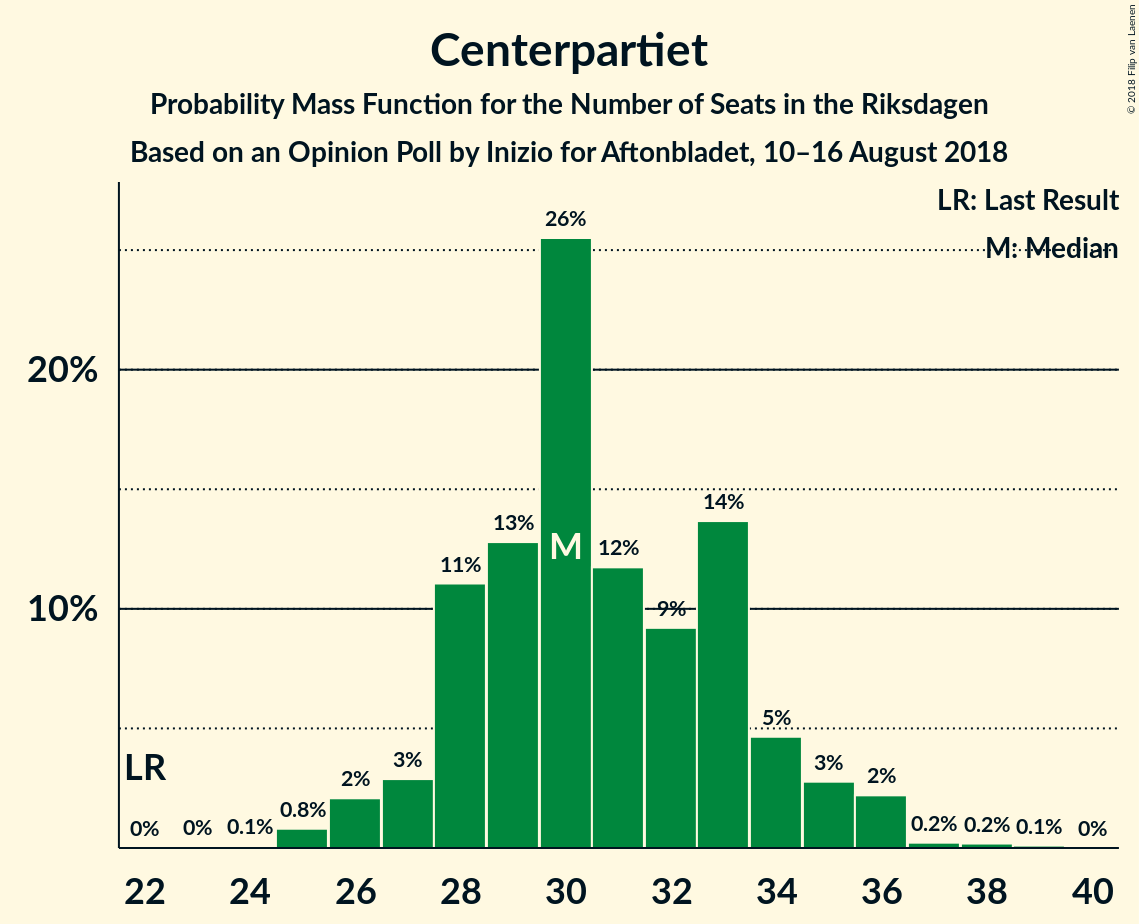 Centerpartiet
Probability Mass Function for the Number of Seats in the Riksdagen
Based on an Opinion Poll by Inizio for Aftonbladet, 10–16 August 2018
© 2018 Filip van Laenen
LR: Last Result
M: Median
20%
10%
LR
M
0%
0%
0.1%
0.8%
2%
3%
11%
13%
26%
12%
9%
14%
5%
3%
2%
0.2%
0.2%
0.1%
0%
22 24 26 28 30 32 34 36 38 40